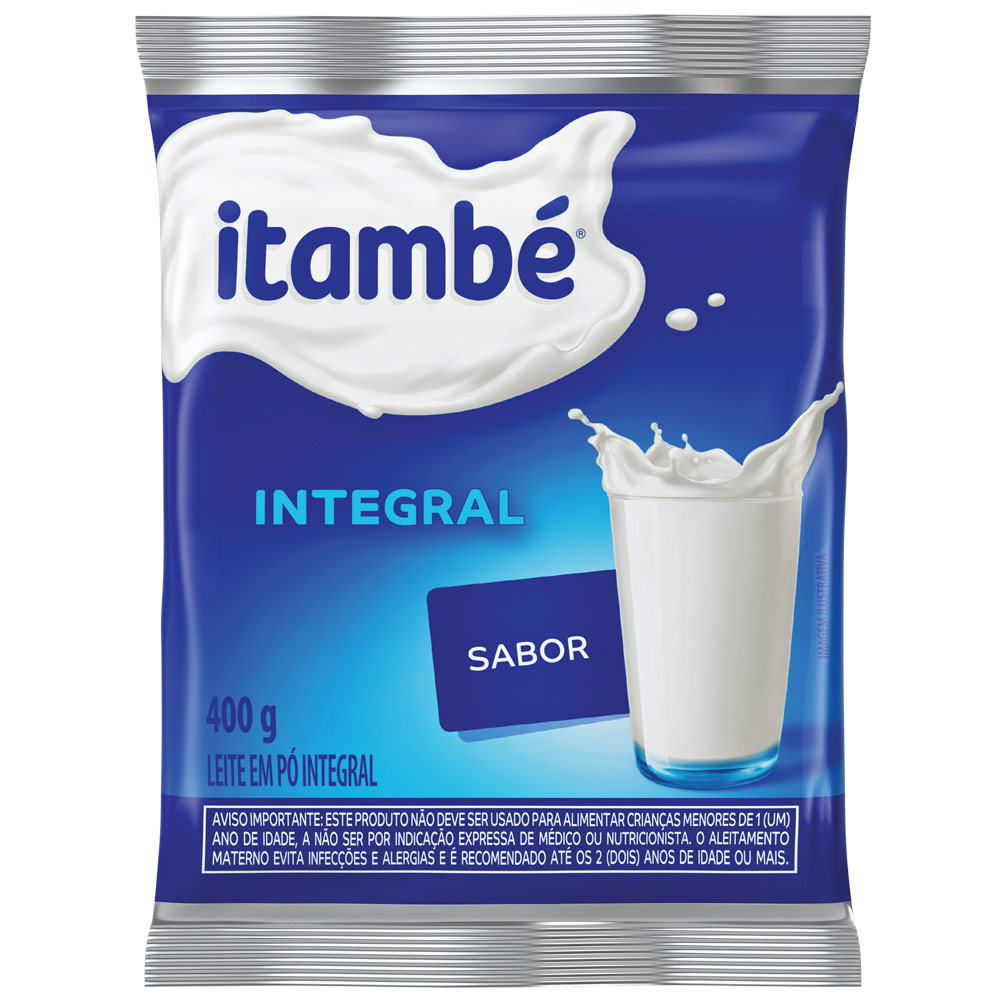 itambé®
INTEGRAL
SABOR
IMAGEM ILUSTRATIVA
400 g
LEITE EM PÓ INTEGRAL
AVISO IMPORTANTE: ESTE PRODUTO NÃO DEVE SER USADO PARA ALIMENTAR CRIANÇAS MENORES DE 1 (UM)
ANO DE IDADE, A NÃO SER POR INDICAÇÃO EXPRESSA DE MÉDICO OU NUTRICIONISTA. O ALEITAMENTO
MATERNO EVITA INFECÇÕES E ALERGIAS E É RECOMENDADO ATÉ OS 2 (DOIS) ANOS DE IDADE OU MAIS.